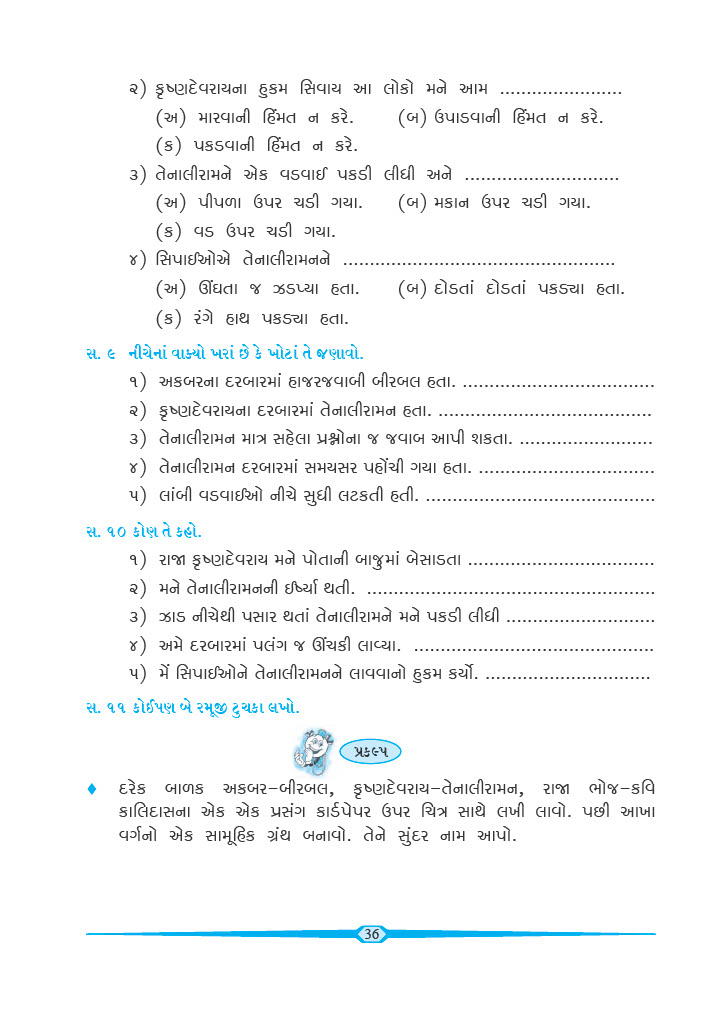 ૨) કૃષ્ણદેવરાયના હુકમ સિવાય આ લોકો મને આમ .......................
(અ) મારવાની હિંમત ન કરે. (બ) ઉપાડવાની હિંમત ન કરે.
(ક) પકડવાની હિંમત ન કરે.
૩) તેનાલીરામને એક વડવાઈ પકડી લીધી અને .............................
(અ) પીપળા ઉપર ચડી ગયા. (બ) મકાન ઉપર ચડી ગયા.
(ક) વડ ઉપર ચડી ગયા.
૪) સિપાઈઓએ તેનાલીરામનને ...................................................
(અ) ઊંઘતા જ ઝડપ્યા હતા. (બ) દોડતાં દોડતાં પકડ્યા હતા.
(ક) રંગે હાથ પકડ્યા હતા.
સ. ૯ નીચેનાં વાક્યો ખરાં છે કે ખોટાં તે જણાવો.
૧) અકબરના દરબારમાં હાજરજવાબી બીરબલ હતા. ....................................
૨) કૃષ્ણદેવરાયના દરબારમાં તેનાલીરામન હતા. ........................................
૩) તેનાલીરામન માત્ર સહેલા પ્રશ્નોના જ જવાબ આપી શકતા. .........................
૪) તેનાલીરામન દરબારમાં સમયસર પહોંચી ગયા હતા. .................................
૫) લાંબી વડવાઈઓ નીચે સુધી લટકતી હતી. ...........................................
સ. ૧૦ કોણ તે કહો.
૧) રાજા કૃષ્ણદેવરાય મને પોતાની બાજુમાં બેસાડતા ...................................
૨) મને તેનાલીરામનની ઈર્ષ્યા થતી. ......................................................
૩) ઝાડ નીચેથી પસાર થતાં તેનાલીરામને મને પકડી લીધી ............................
૪) અમે દરબારમાં પલંગ જ ઊંચકી લાવ્યા. .............................................
૫) મેં સિપાઈઓને તેનાલીરામનને લાવવાનો હુકમ કર્યો. ...............................
સ. ૧૧ કોઈપણ બે રમૂજી ટુચકા લખો.
પ્રકલ્પ
♦ દરેક બાળક અકબર-બીરબલ, કૃષ્ણદેવરાય-તેનાલીરામન, રાજા ભોજ-કવિ
કાલિદાસના એક એક પ્રસંગ કાર્ડપેપર ઉપર ચિત્ર સાથે લખી લાવો. પછી આખા
વર્ગનો એક સામૂહિક ગ્રંથ બનાવો. તેને સુંદર નામ આપો.
36